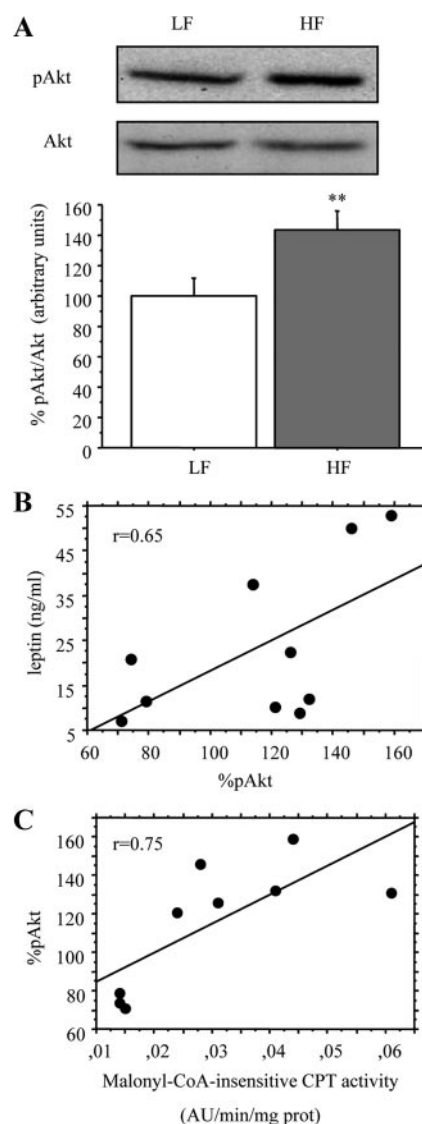 A
LF HF
pAkt
Akt
% pAkt/Akt (arbitrary units)
160
140
120
100
80
60
40
20
0
**
LF HF
B
r=0.65
leptin (ng/ml)
55
45
35
25
15
5
60 80 100 120 140 160
%pAkt
C
r=0.75
%pAkt
160
140
120
100
80
60
,01 ,02 ,03 ,04 ,05 ,06
Malonyl-CoA-insensitive CPT activity
(AU/min/mg prot)